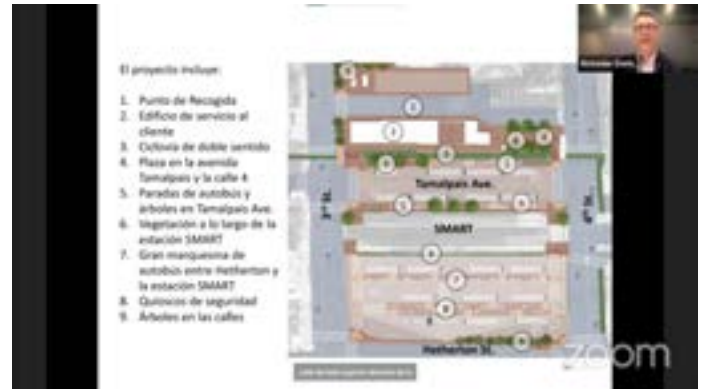 El proyecto incluye:
1. Punto de Recogida
2. Edificio de servicio al
cliente
3. Ciclovía de doble sentido
4. Plaza en la avenida
Tamalpais y la calle 4
5. Paradas de autobús y
árboles en Tamalpais Ave.
6. Vegetación a lo largo de la
estación SMART
7. Gran marquesina de
autobús entre Hetherton y
la estación SMART
8. Quioscos de seguridad
9. Árboles en las calles
Tamalpais Ave.
SMART
Hetherton St.
3rd St.
4th St.
zoom